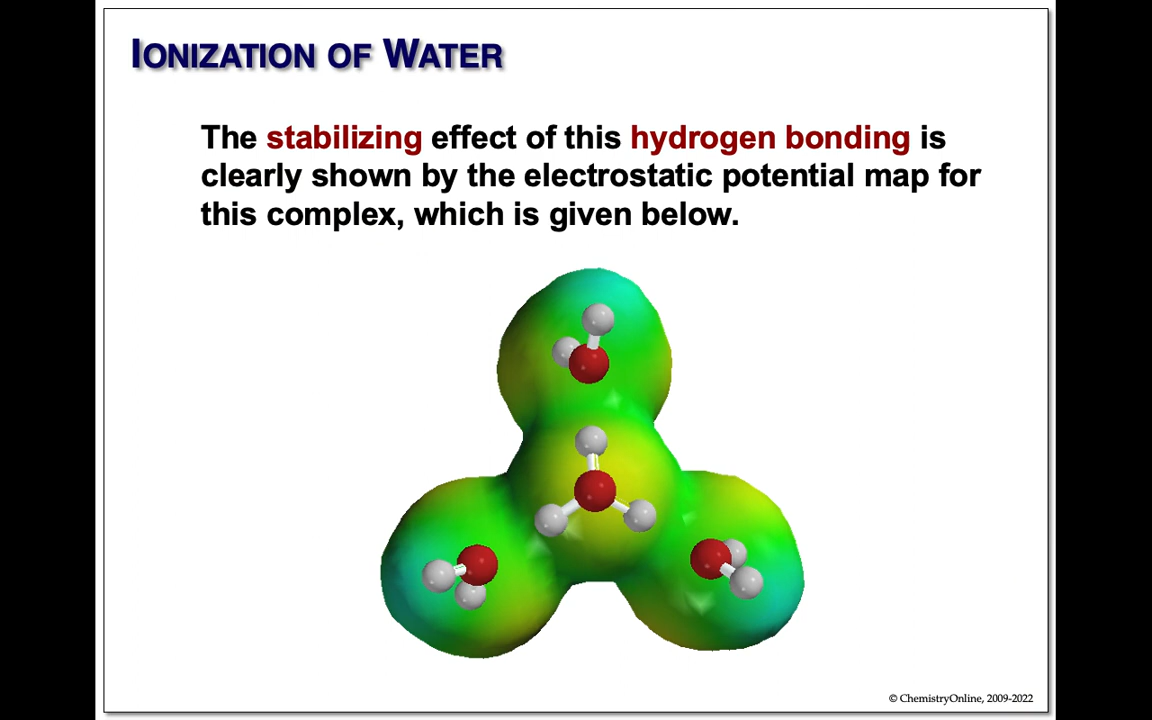 IONIZATION OF WATER
The stabilizing effect of this hydrogen bonding is
clearly shown by the electrostatic potential map for
this complex, which is given below.
© ChemistryOnline, 2009-2022